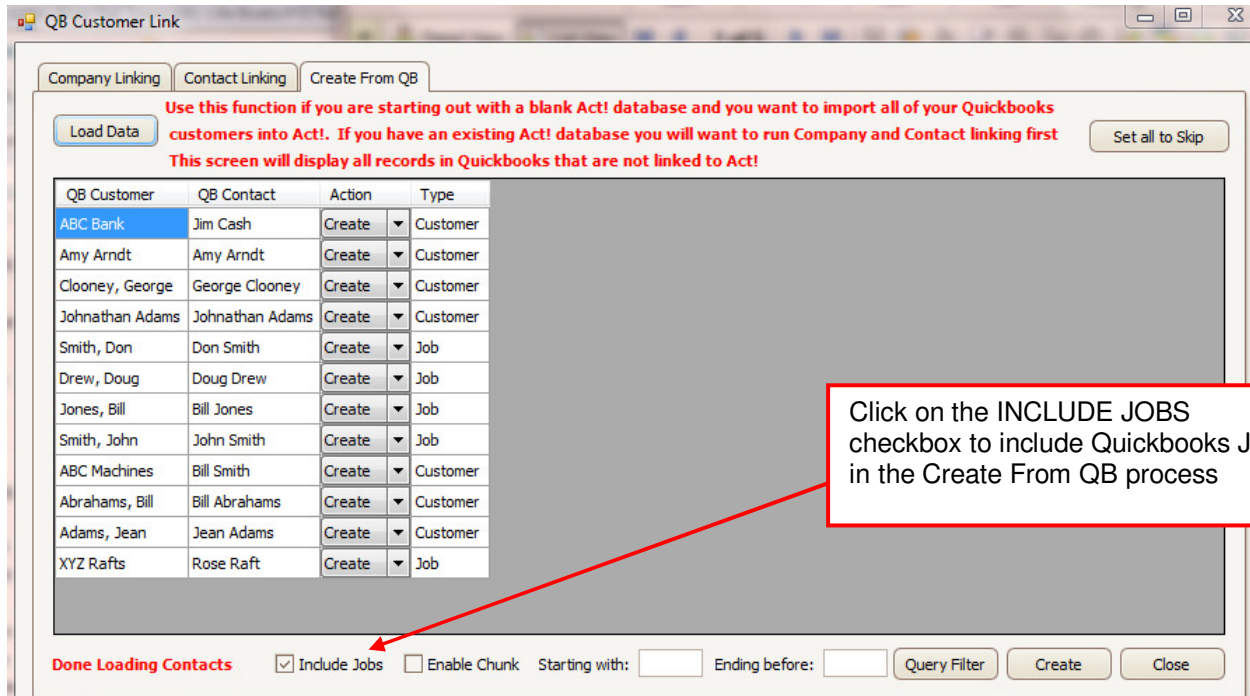 QB Customer Link
Company Linking Contact Linking Create From QB
Use this function if you are starting out with a blank Act! database and you want to import all of your Quickbooks
Load Data customers into Act!. If you have an existing Act! database you will want to run Company and Contact linking first Set all to Skip
This screen will display all records in Quickbooks that are not linked to Act!
QB Customer QB Contact Action Type
ABC Bank Jim Cash Create Customer
Amy Arndt Amy Arndt Create Customer
Clooney, George George Clooney Create Customer
Johnathan Adams Johnathan Adams Create Customer
Smith, Don Don Smith Create Job
Drew, Doug Doug Drew Create Job
Jones, Bill Bill Jones Create Job
Smith, John John Smith Create Job
ABC Machines Bill Smith Create Customer
Abrahams, Bill Bill Abrahams Create Customer
Adams, Jean Jean Adams Create Customer
XYZ Rafts Rose Raft Create Job
Click on the INCLUDE JOBS
checkbox to include Quickbooks J
in the Create From QB process
Done Loading Contacts Include Jobs Enable Chunk Starting with: Ending before: Query Filter Create Close